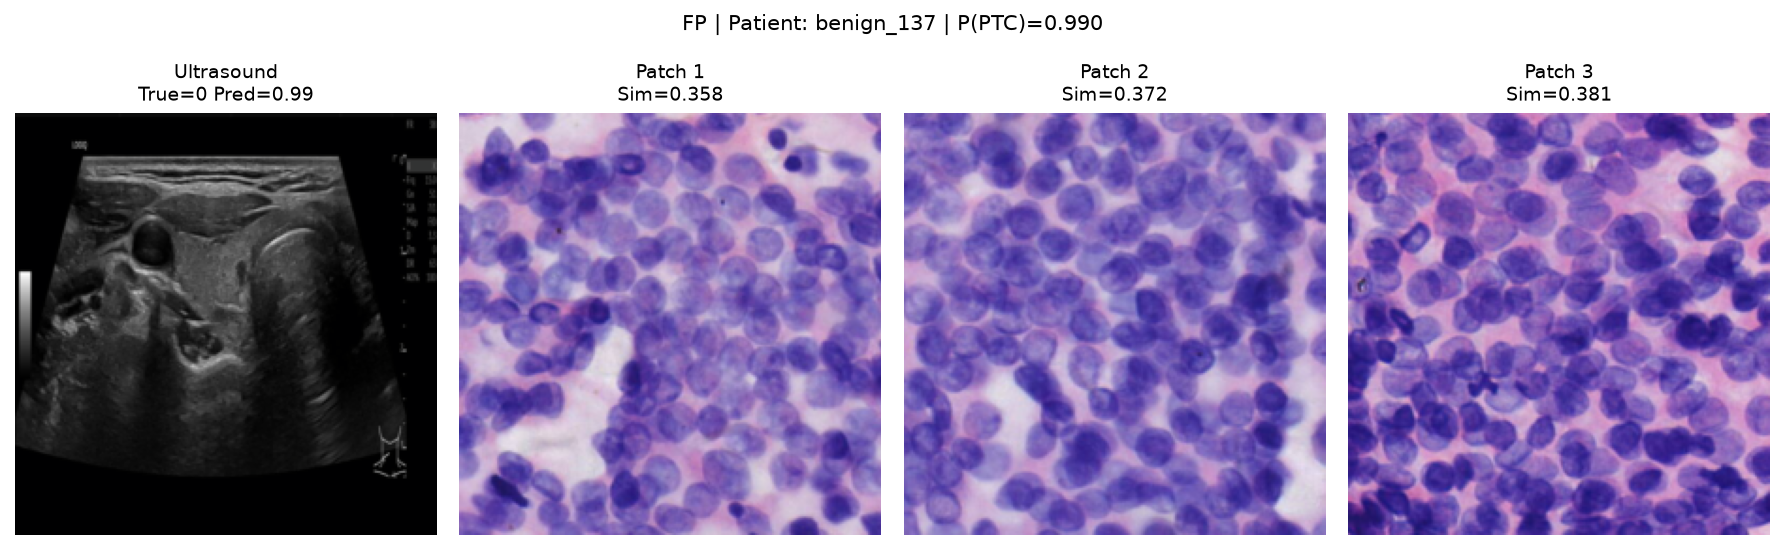 FP | Patient: benign_137 | P(PTC)=0.990
Ultrasound
True=0 Pred=0.99
Patch 1
Sim=0.358
Patch 2
Sim=0.372
Patch 3
Sim=0.381